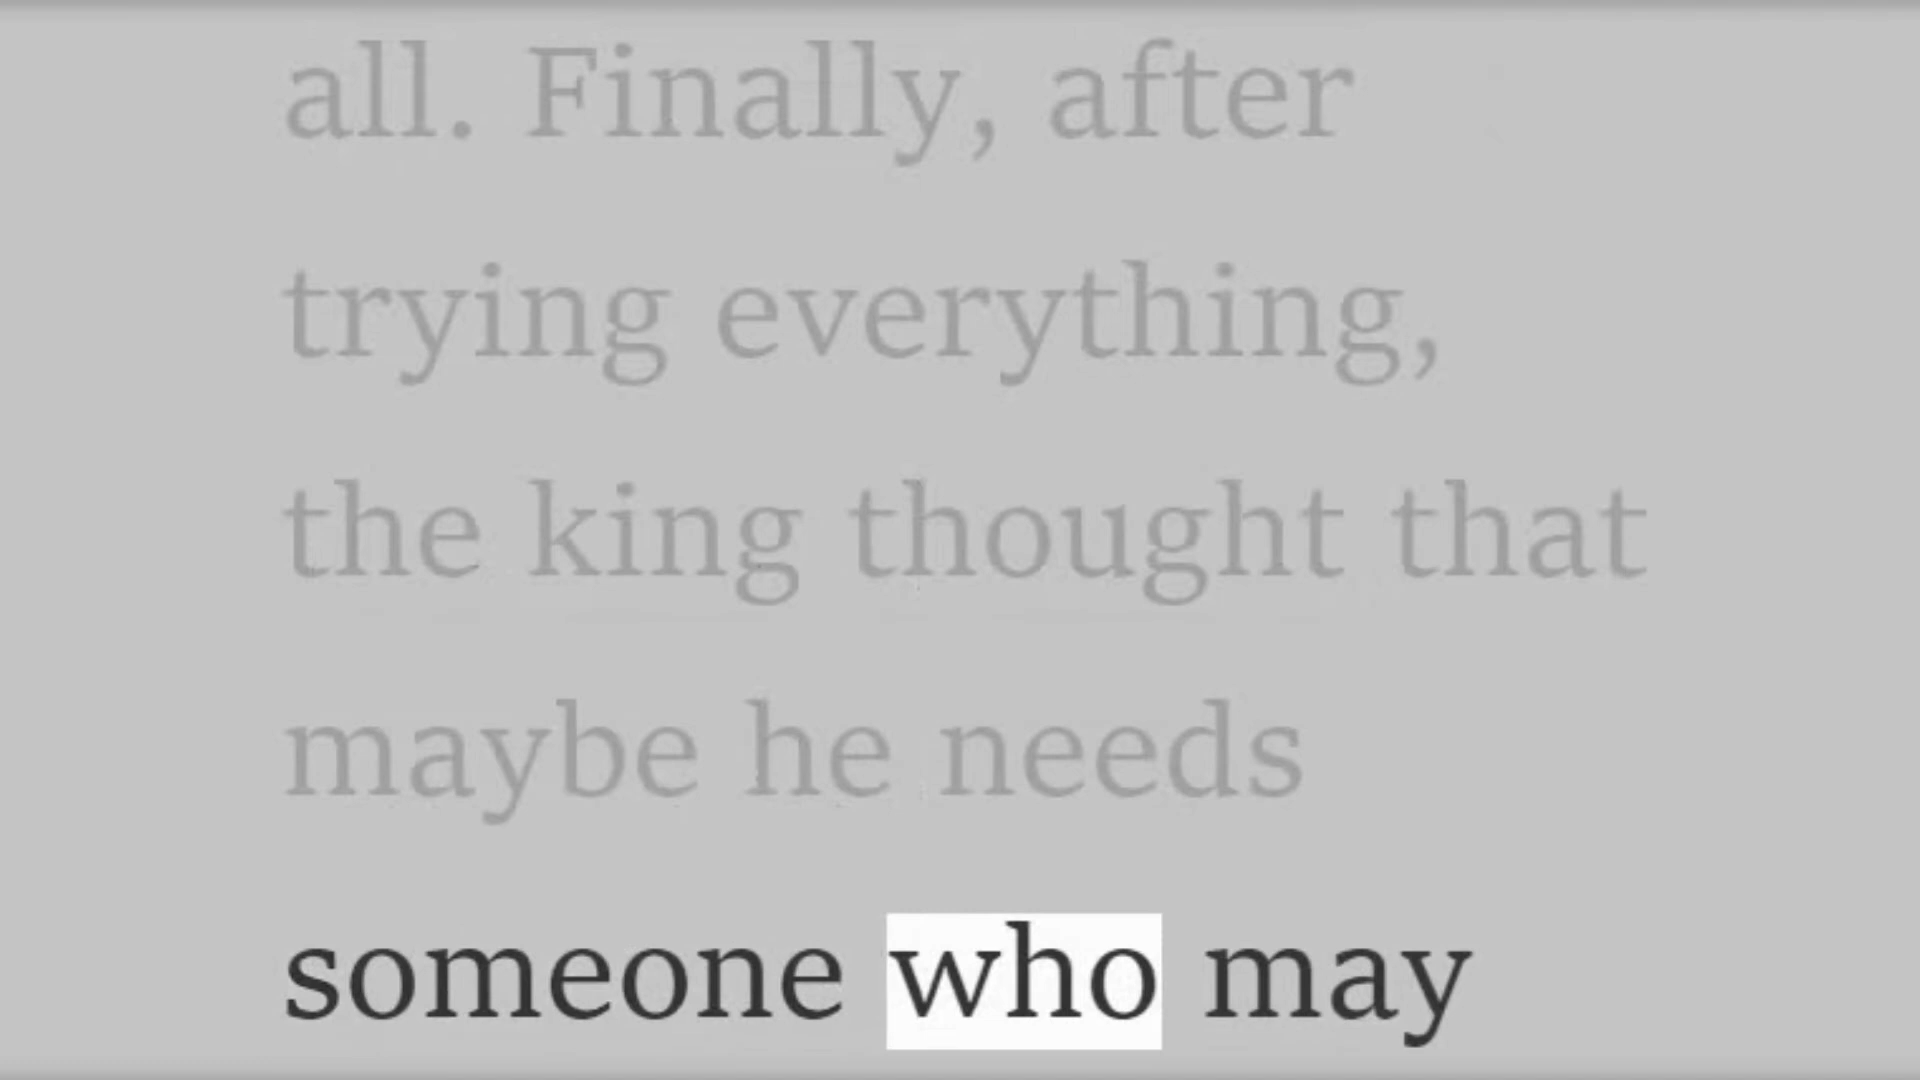 all. Finally, after
trying everything,
the king thought that
maybe he needs
someone who may